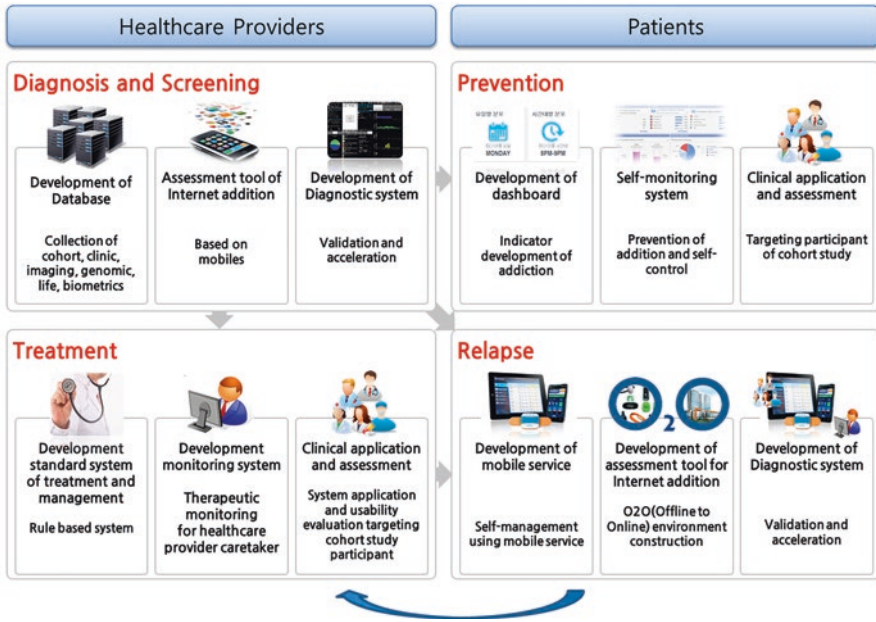 Healthcare Providers
Patients
Diagnosis and Screening
Development of
Database
Collection of
cohort, clinic,
imaging, genomic,
life, biometrics
Assessment tool of
Internet addition
Based on
mobiles
Development of
Diagnostic system
Validation and
acceleration
Prevention
MONDAY
8PM-9PM
Development of
dashboard
Indicator
development of
addiction
Self-monitoring
system
Prevention of
addition and self-
control
Clinical application
and assessment
Targeting participant
of cohort study
Treatment
Development
standard system
of treatment and
management
Rule based system
Development
monitoring system
Therapeutic
monitoring
for healthcare
provider caretaker
Clinical application
and assessment
System application
and usability
evaluation targeting
cohort study
participant
Relapse
Development of
mobile service
Self-management
using mobile service
2
Development of
assessment tool for
Internet addition
O2O(Offline to
Online) environment
construction
Development of
Diagnostic system
Validation and
acceleration